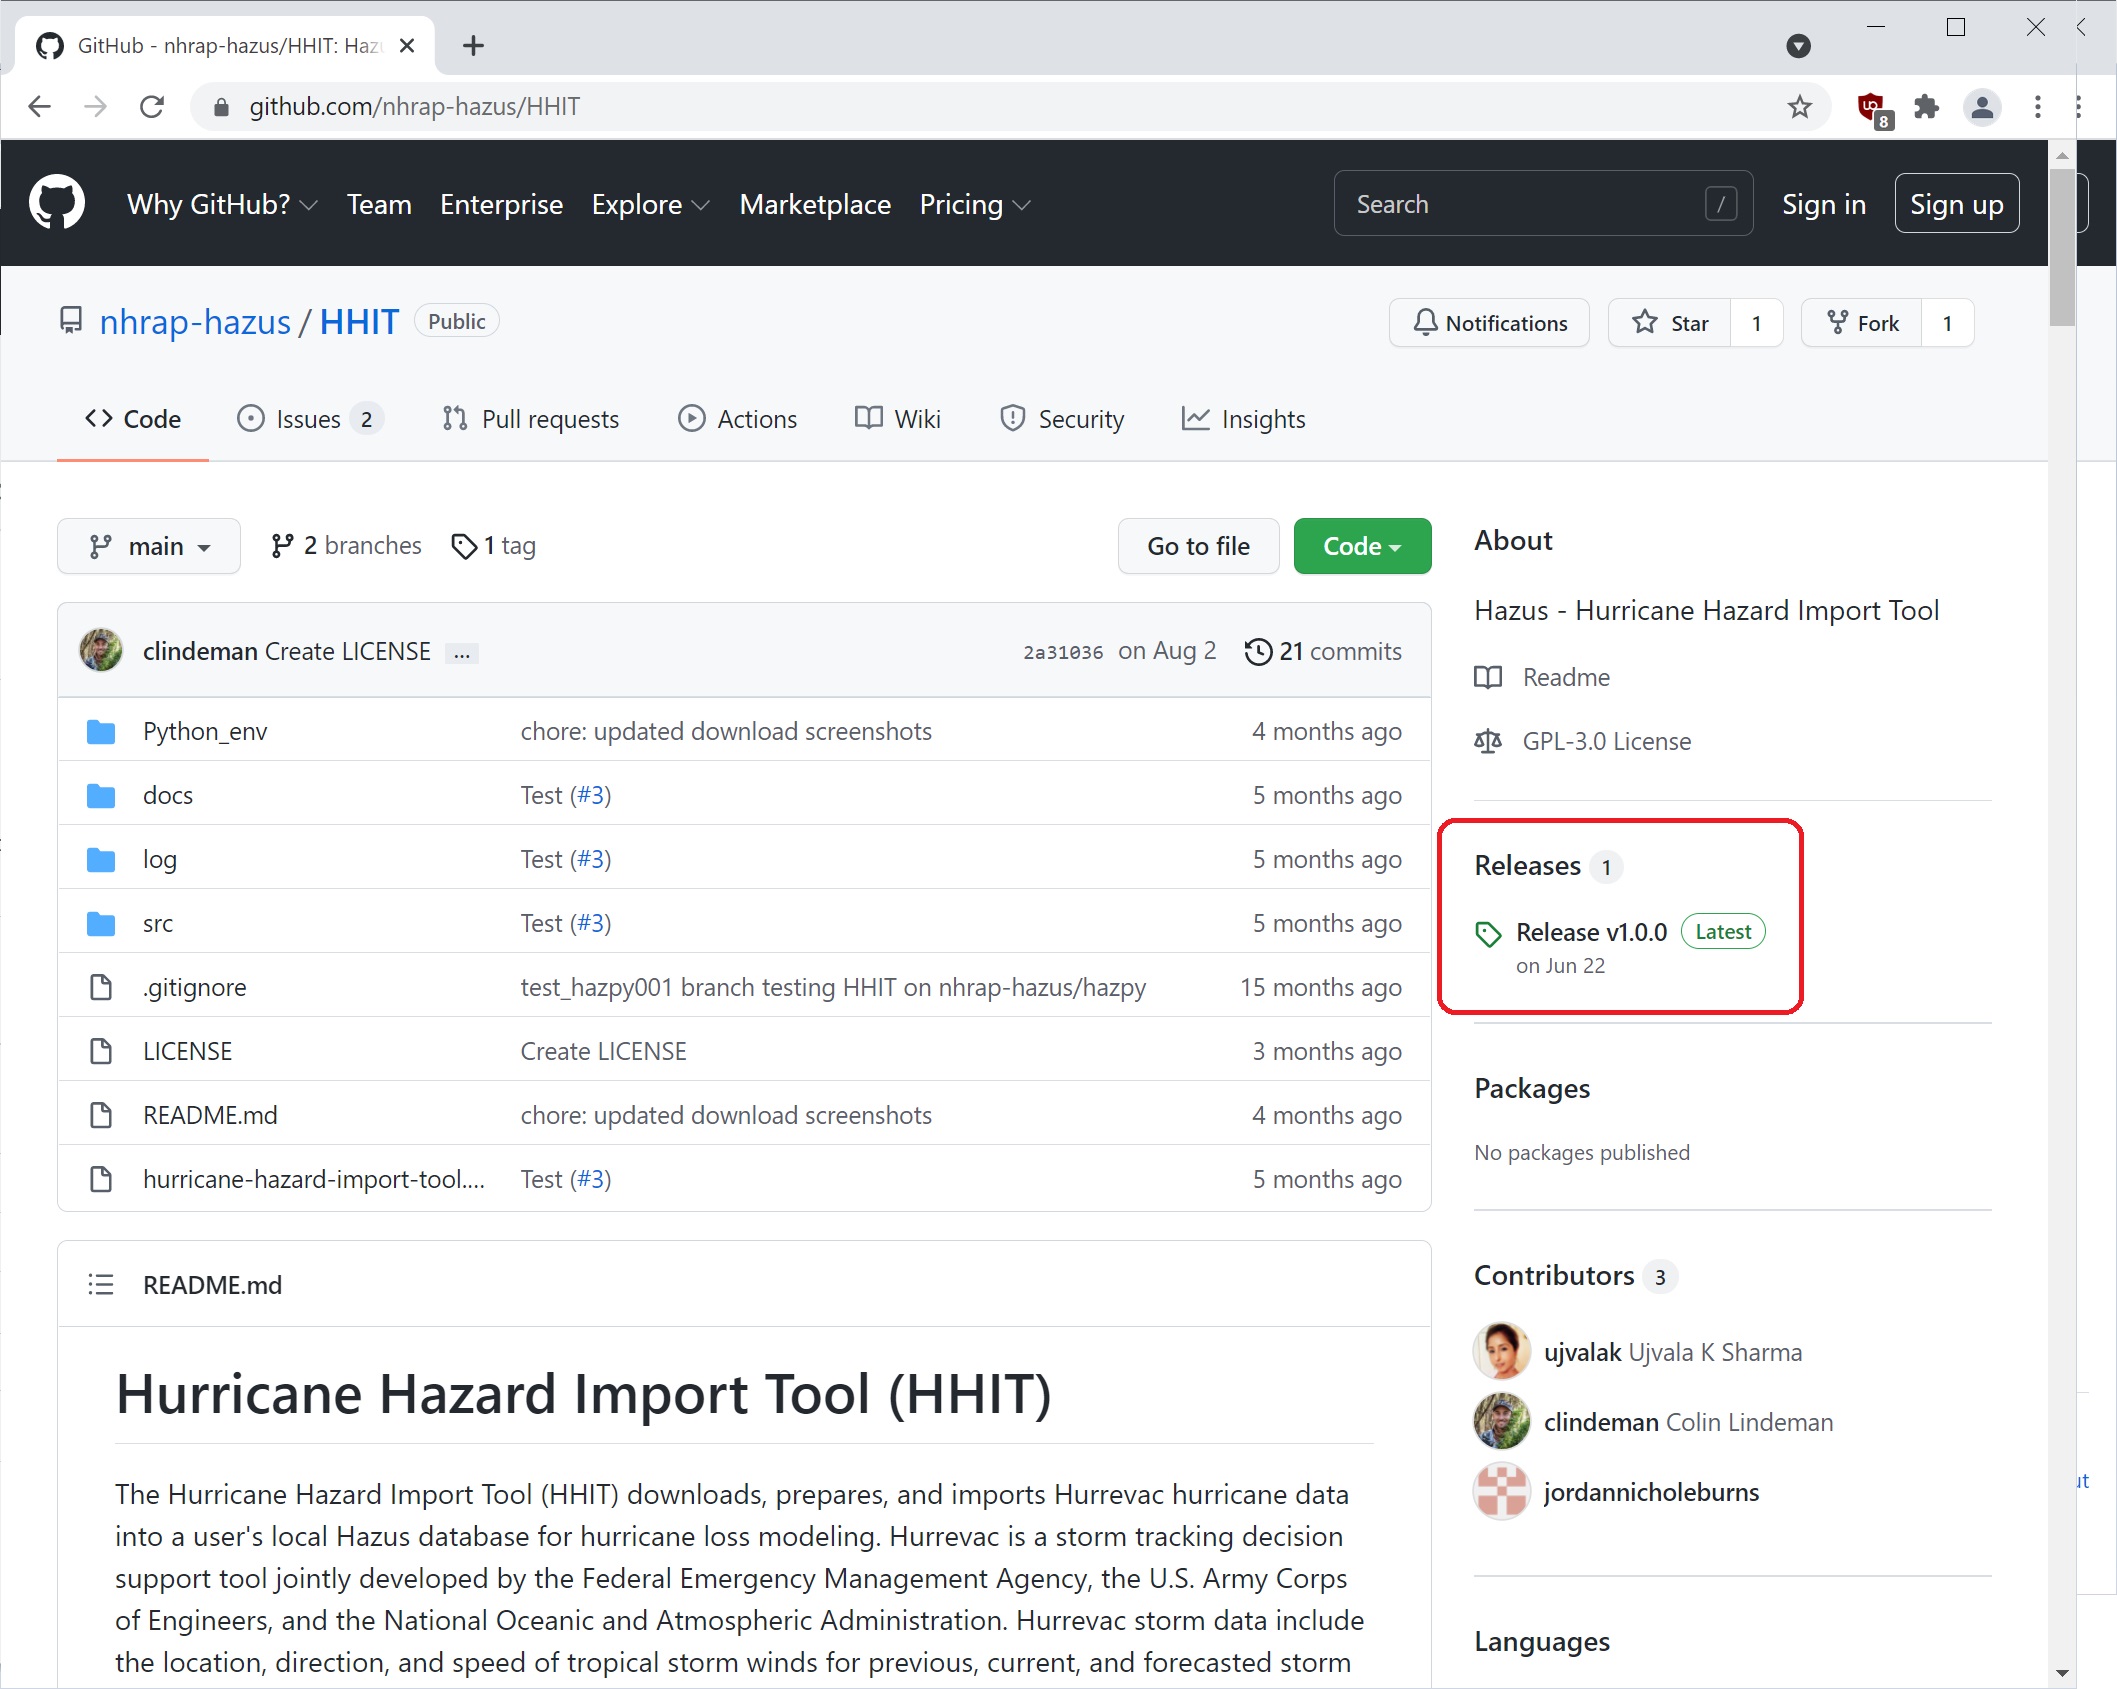 GitHub - nhrap-hazus/HHIT: Haz
github.com/nhrap-hazus/HHIT
8
Why GitHub? Team Enterprise Explore Marketplace Pricing
Search /
Sign in Sign up
nhrap-hazus / HHIT Public
Notifications Star 1 Fork 1
Code Issues 2 Pull requests Actions Wiki Security Insights
main 2 branches 1 tag
Go to file Code
clindeman Create LICENSE ...
2a31036 on Aug 2 21 commits
Python_env chore: updated download screenshots 4 months ago
docs Test (#3) 5 months ago
log Test (#3) 5 months ago
src Test (#3) 5 months ago
.gitignore test_hazpy001 branch testing HHIT on nhrap-hazus/hazpy 15 months ago
LICENSE Create LICENSE 3 months ago
README.md chore: updated download screenshots 4 months ago
hurricane-hazard-import-tool.... Test (#3) 5 months ago
README.md
Hurricane Hazard Import Tool (HHIT)
The Hurricane Hazard Import Tool (HHIT) downloads, prepares, and imports Hurrevac hurricane data
into a user's local Hazus database for hurricane loss modeling. Hurrevac is a storm tracking decision
support tool jointly developed by the Federal Emergency Management Agency, the U.S. Army Corps
of Engineers, and the National Oceanic and Atmospheric Administration. Hurrevac storm data include
the location, direction, and speed of tropical storm winds for previous, current, and forecasted storm
About
Hazus - Hurricane Hazard Import Tool
Readme
GPL-3.0 License
Releases 1
Release v1.0.0 Latest
on Jun 22
Packages
No packages published
Contributors 3
ujvalak Ujvala K Sharma
clindeman Colin Lindeman
jordannicholeburns
Languages